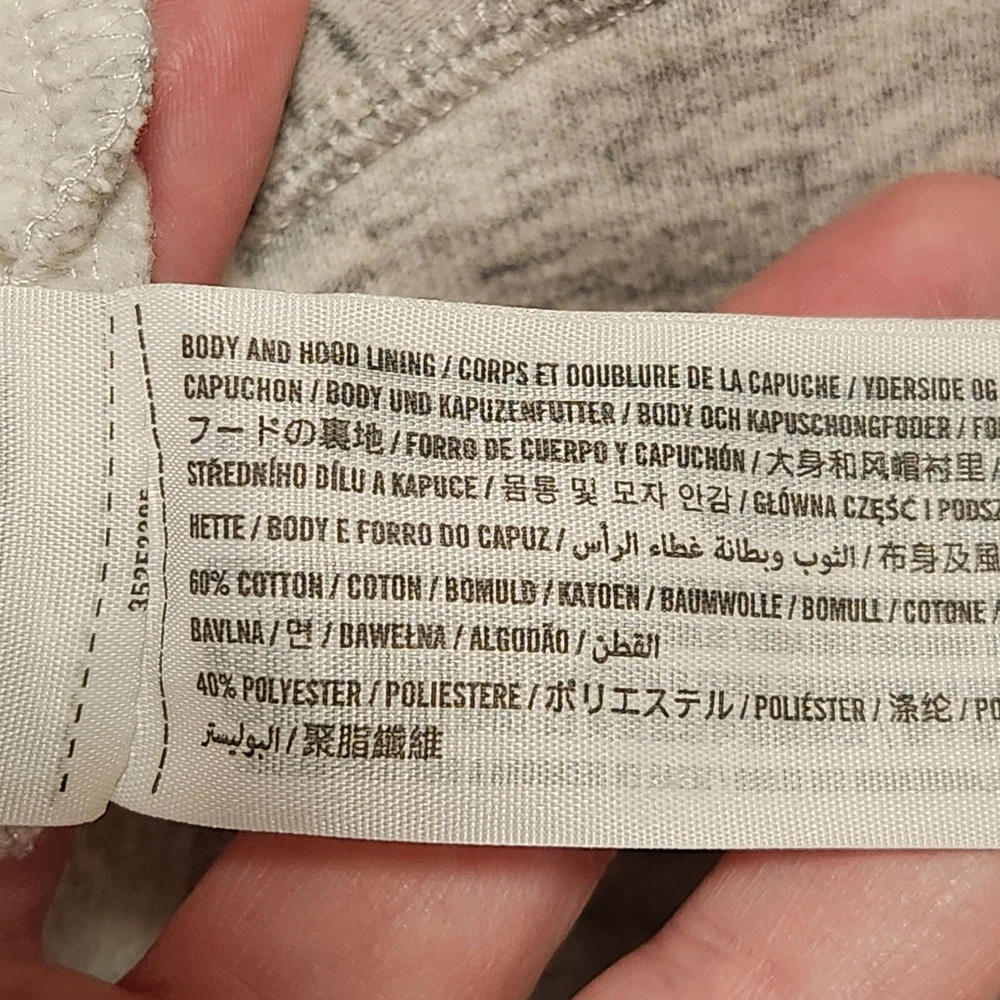 BODY AND HOOD LINING / CORPS ET DOUBLURE DE LA CAPUCHE / YDERSIDE OG
CAPUCHON / BODY UND KAPUZENFUTTER / BODY OCH KAPUSCHONGFODER / FO
フードの裏地 / FORRO DE CUERPO Y CAPUCHÓN / 大身和风帽衬里 /
STŘEDNÍHO DÍLU A KAPUCE / 몸통 및 모자 안감 / GŁÓWNA CZĘŚĆ I PODSZ
HETTE / BODY E FORRO DO CAPUZ / الثوب وبطانة غطاء الرأس / 布身及風
60% COTTON / COTON / BOMULD / KATOEN / BAUMWOLLE / BOMULL / COTONE /
BAVLNA / 면 / BAWEŁNA / ALGODÃO / القطن
40% POLYESTER / POLIESTERE / ポリエステル / POLIÉSTER / 涤纶 / PO
البوليستر / 聚脂纖維